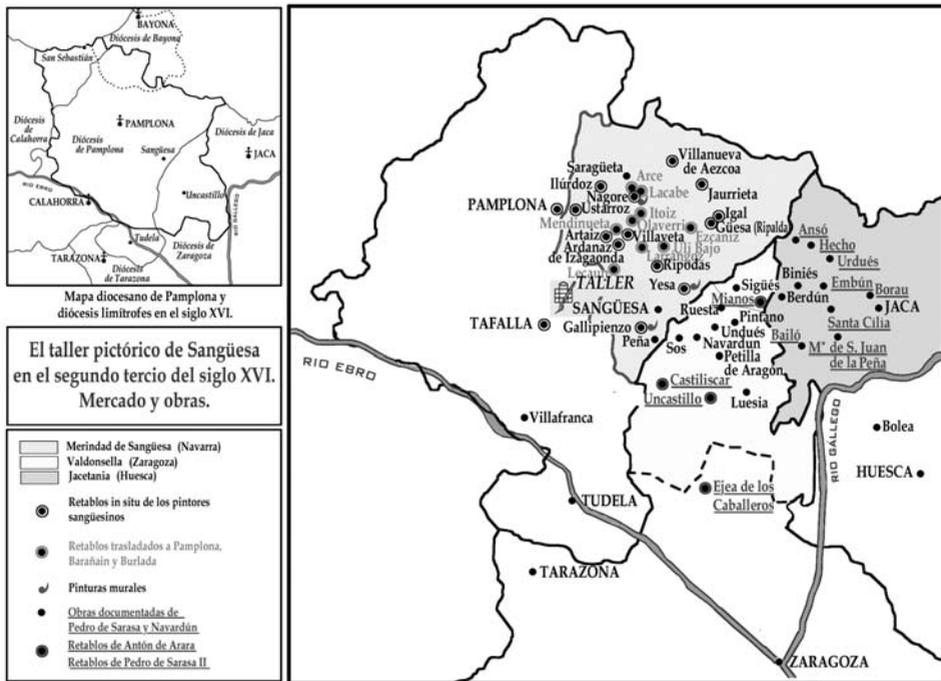 BAYONA
Diócesis de Bayona
San Sebastián
Diócesis
de
Calahorra
PAMPLONA
Diócesis
de Pamplona
Sangüesa
Diócesis de Jaca
JACA
RIO EBRO
CALAHORRA
Uncastillo
Tudela
TARAZONA
Diócesis
de Tarazona
Diócesis de
Zaragoza
Mapa diocesano de Pamplona y
diócesis limítrofes en el siglo XVI.
El taller pictórico de Sangüesa
en el segundo tercio del siglo XVI.
Mercado y obras.
Merindad de Sangüesa (Navarra)
Valdonsella (Zaragoza)
Jacetania (Huesca)
Retablos in situ de los pintores
sangüesinos
Retablos trasladados a Pamplona,
Barañain y Burlada
Pinturas murales
Obras documentadas de
Pedro de Sarasa y Navardún
Retablos de Antón de Arara
Retablos de Pedro de Sarasa II
Villanueva
de Aezcoa
Saragüeta
Arce
Ilúrdoz
Lacabe
Nagore
Jaurrieta
PAMPLONA
Ustárroz
Itoiz
Igal
Mendinueta
Olaverri
Güesa (Ripalda)
Artaiz
Villaveta
Ezcániz
Ardanaz
de Izagaonda
Uli Bajo
Larrángoz
Ripodas
TALLER
Yesa
SANGÜESA
TAFALLA
Gallipienzo
Peña
Ansó
Hecho
Urdués
Biniés
Embún
Sigüés
Borau
Mianos
Berdún
JACA
Ruesta
Pintano
Santa Cilia
Undués
Bailó
Sos
Navardun
Mª de S. Juan
de la Peña
Petilla
de Aragón
Castiliscar
Uncastillo
Luesia
RIO EBRO
Villafranca
RIO GÁLLEGO
Bolea
HUESCA
Ejea de los
Caballeros
TUDELA
TARAZONA
ZARAGOZA